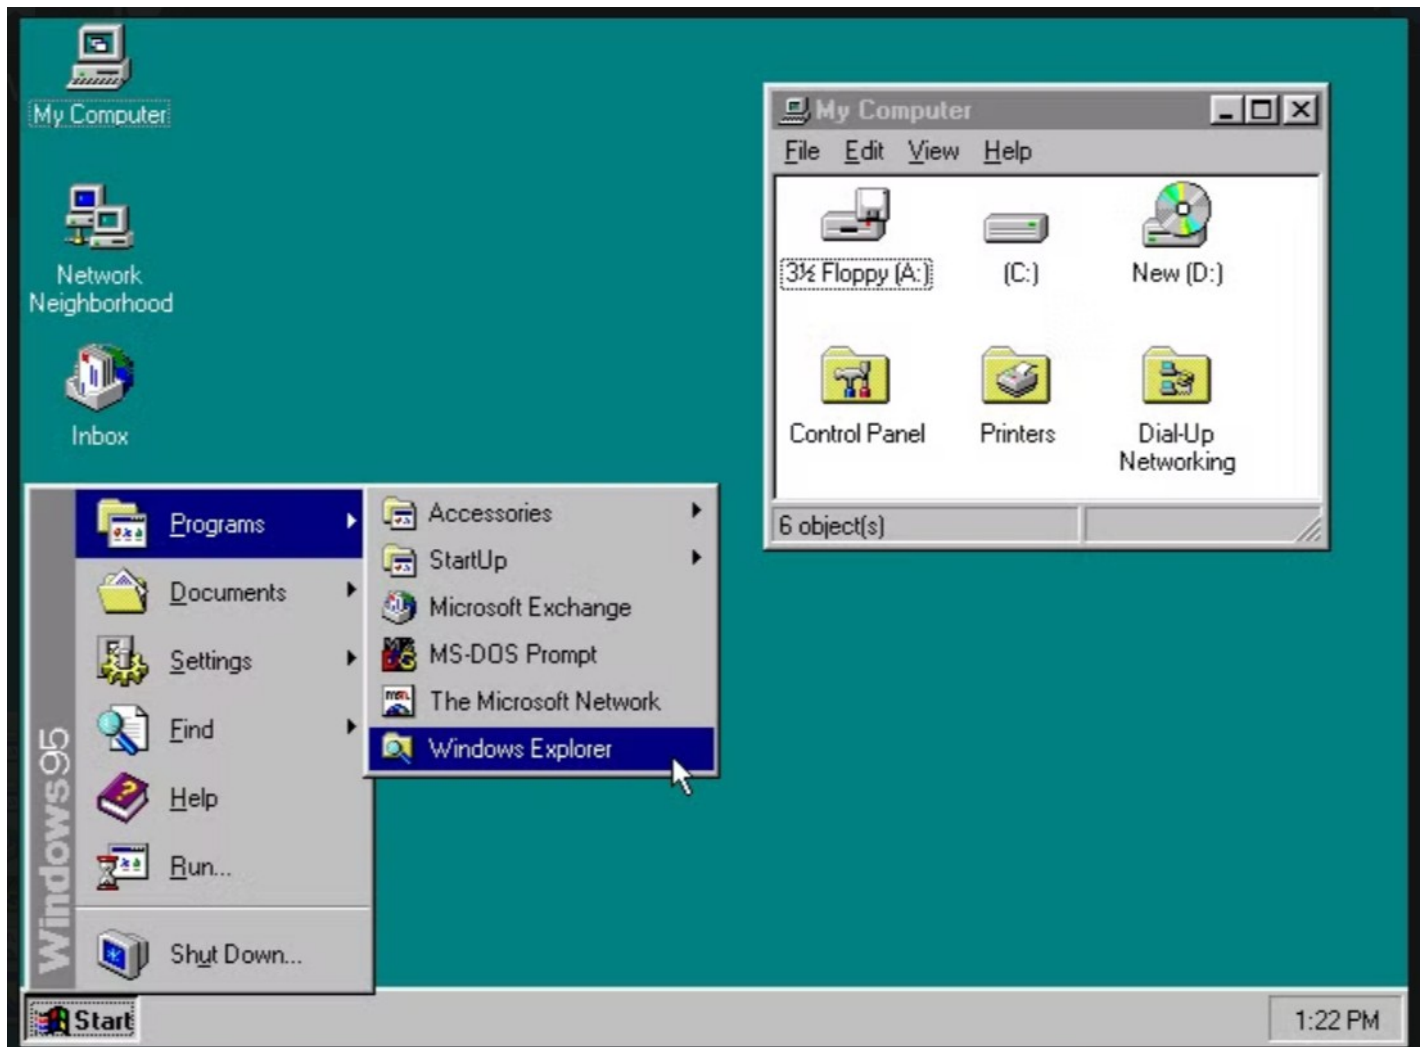 My Computer
Network
Neighborhood
Inbox
My Computer
File Edit View Help
3½ Floppy (A:)
(C:)
New (D:)
Control Panel
Printers
Dial-Up
Networking
6 object(s)
Windows95
Programs
Documents
Settings
Find
Help
Run...
Shut Down...
Accessories
StartUp
Microsoft Exchange
MS-DOS Prompt
The Microsoft Network
Windows Explorer
Start
1:22 PM